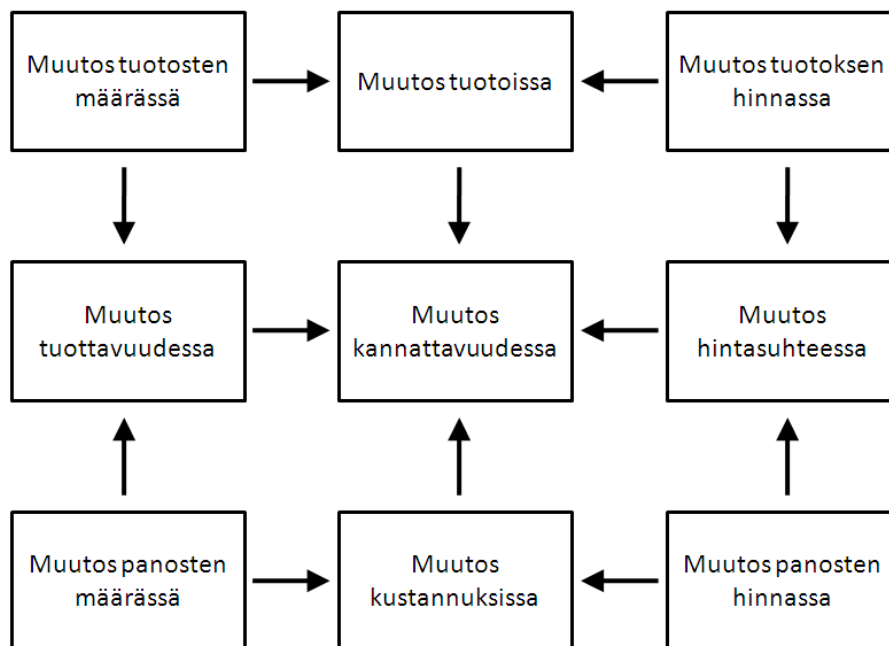 Muutos tuotosten
määrässä
Muutos tuotoissa
Muutos tuotoksen
hinnassa
Muutos
tuottavuudessa
Muutos
kannattavuudessa
Muutos
hintasuhteessa
Muutos panosten
määrässä
Muutos
kustannuksissa
Muutos panosten
hinnassa